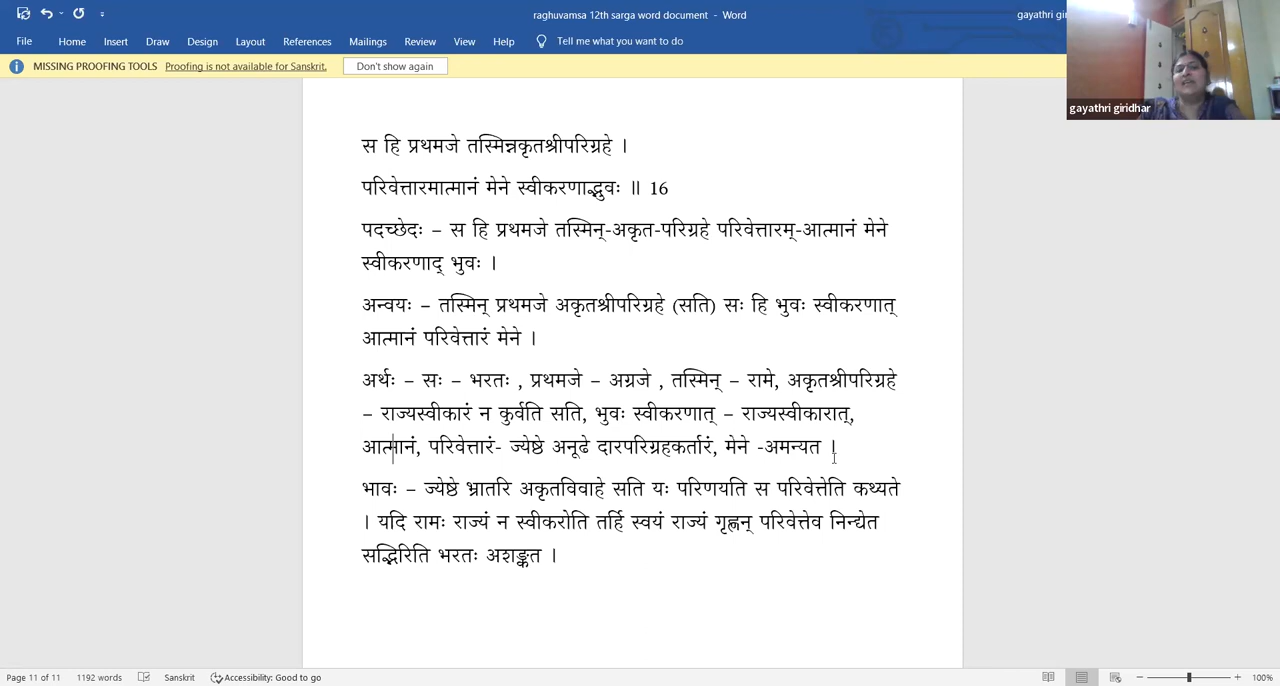 raghuvamsa 12th sarga word document - Word
gayathri gir
File Home Insert Draw Design Layout References Mailings Review View Help Tell me what you want to do
MISSING PROOFING TOOLS Proofing is not available for Sanskrit. Don't show again
gayathri giridhar
स हि प्रथमजे तस्मिन्नकृतश्रीपरिग्रहे ।
परिवेत्तारमात्मानं मेने स्वीकरणाद्भुवः ॥ 16
पदच्छेदः – स हि प्रथमजे तस्मिन्-अकृत-परिग्रहे परिवेत्तारम्-आत्मानं मेने
स्वीकरणाद् भुवः ।
अन्वयः – तस्मिन् प्रथमजे अकृतश्रीपरिग्रहे (सति) सः हि भुवः स्वीकरणात्
आत्मानं परिवेत्तारं मेने ।
अर्थः – सः – भरतः , प्रथमजे – अग्रजे , तस्मिन् – रामे, अकृतश्रीपरिग्रहे
– राज्यस्वीकारं न कुर्वति सति, भुवः स्वीकरणात् – राज्यस्वीकारात्,
आत्मानं, परिवेत्तारं- ज्येष्ठे अनूढे दारपरिग्रहकर्तारं, मेने -अमन्यत ।
भावः – ज्येष्ठे भ्रातरि अकृतविवाहे सति यः परिणयति स परिवेत्तेति कथ्यते
। यदि रामः राज्यं न स्वीकरोति तर्हि स्वयं राज्यं गृह्णन् परिवेत्तेव निन्द्येत
सद्भिरिति भरतः अशङ्कत ।
Page 11 of 11 1192 words Sanskrit Accessibility: Good to go 100%